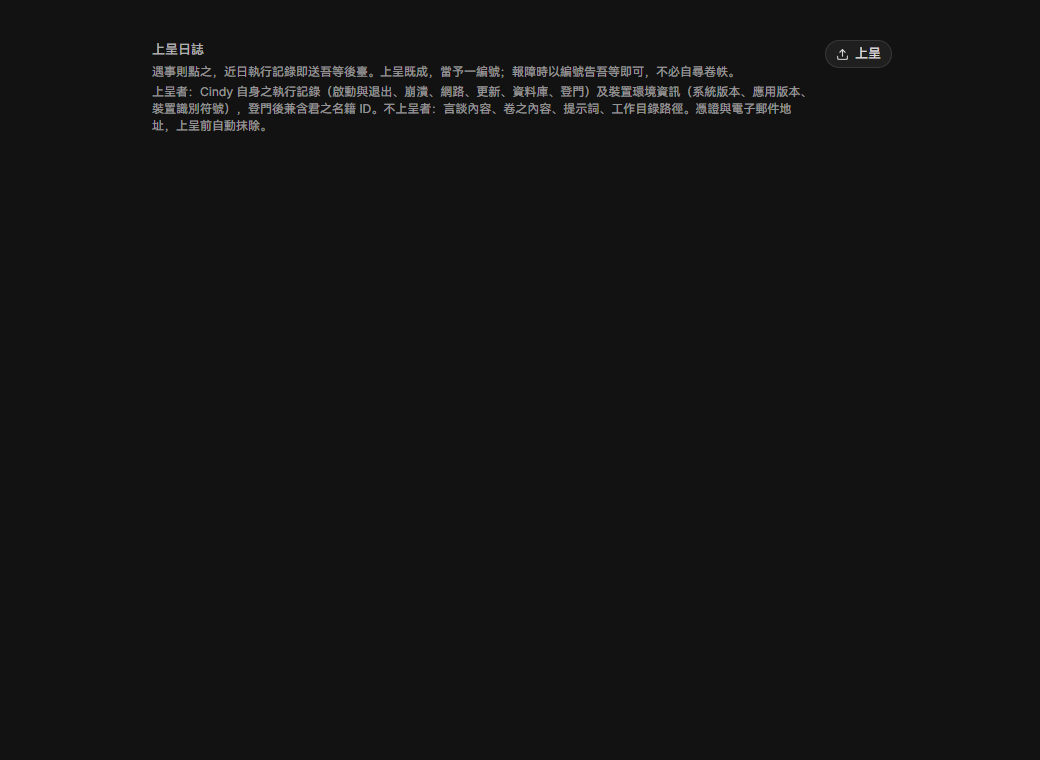 上呈日誌
上呈
遇事則點之，近日執行記錄即送吾等後臺。上呈既成，當予一編號；報障時以編號告吾等即可，不必自尋卷帙。
上呈者：Cindy 自身之執行記錄（啟動與退出、崩潰、網路、更新、資料庫、登門）及裝置環境資訊（系統版本、應用版本、
裝置識別符號），登門後兼含君之名籍 ID。不上呈者：言談內容、卷之內容、提示詞、工作目錄路徑。憑證與電子郵件地
址，上呈前自動抹除。